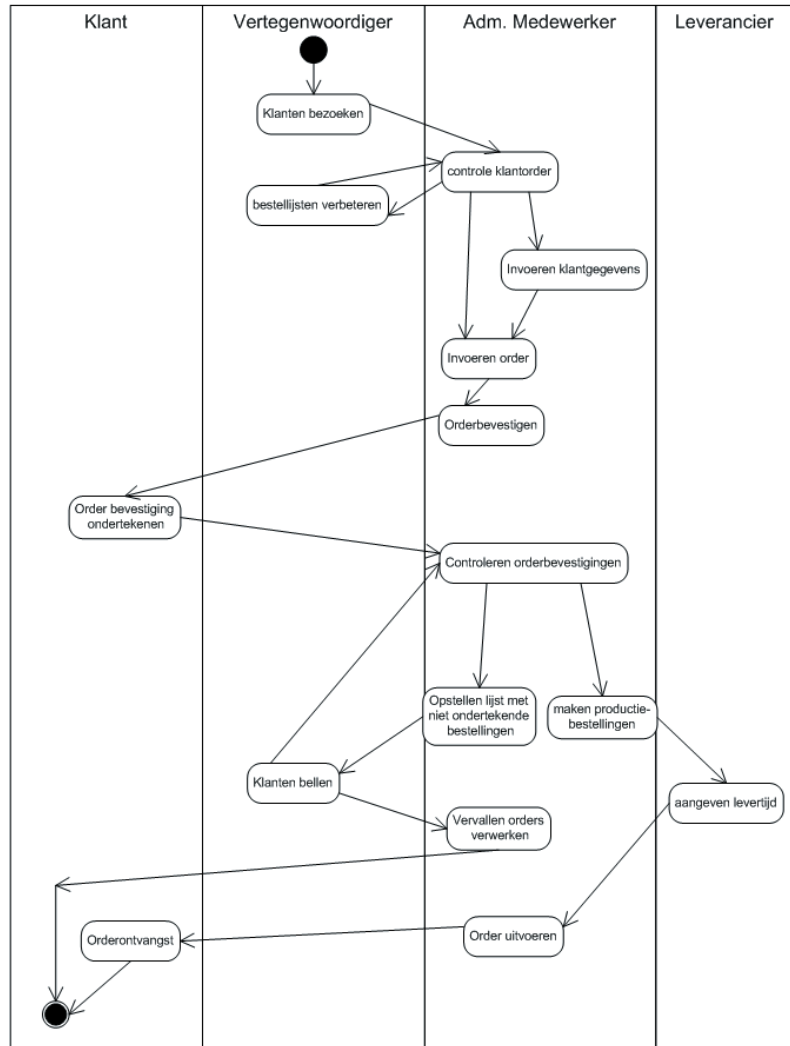 Klant
Vertegenwoordiger
Adm. Medewerker
Leverancier
Klanten bezoeken
controle klantorder
bestellijsten verbeteren
Invoeren klantgegevens
Invoeren order
Orderbevestigen
Order bevestiging
ondertekenen
Controleren orderbevestigingen
Opstellen lijst met
niet ondertekende
bestellingen
maken productie-
bestellingen
Klanten bellen
aangeven levertijd
Vervallen orders
verwerken
Orderontvangst
Order uitvoeren